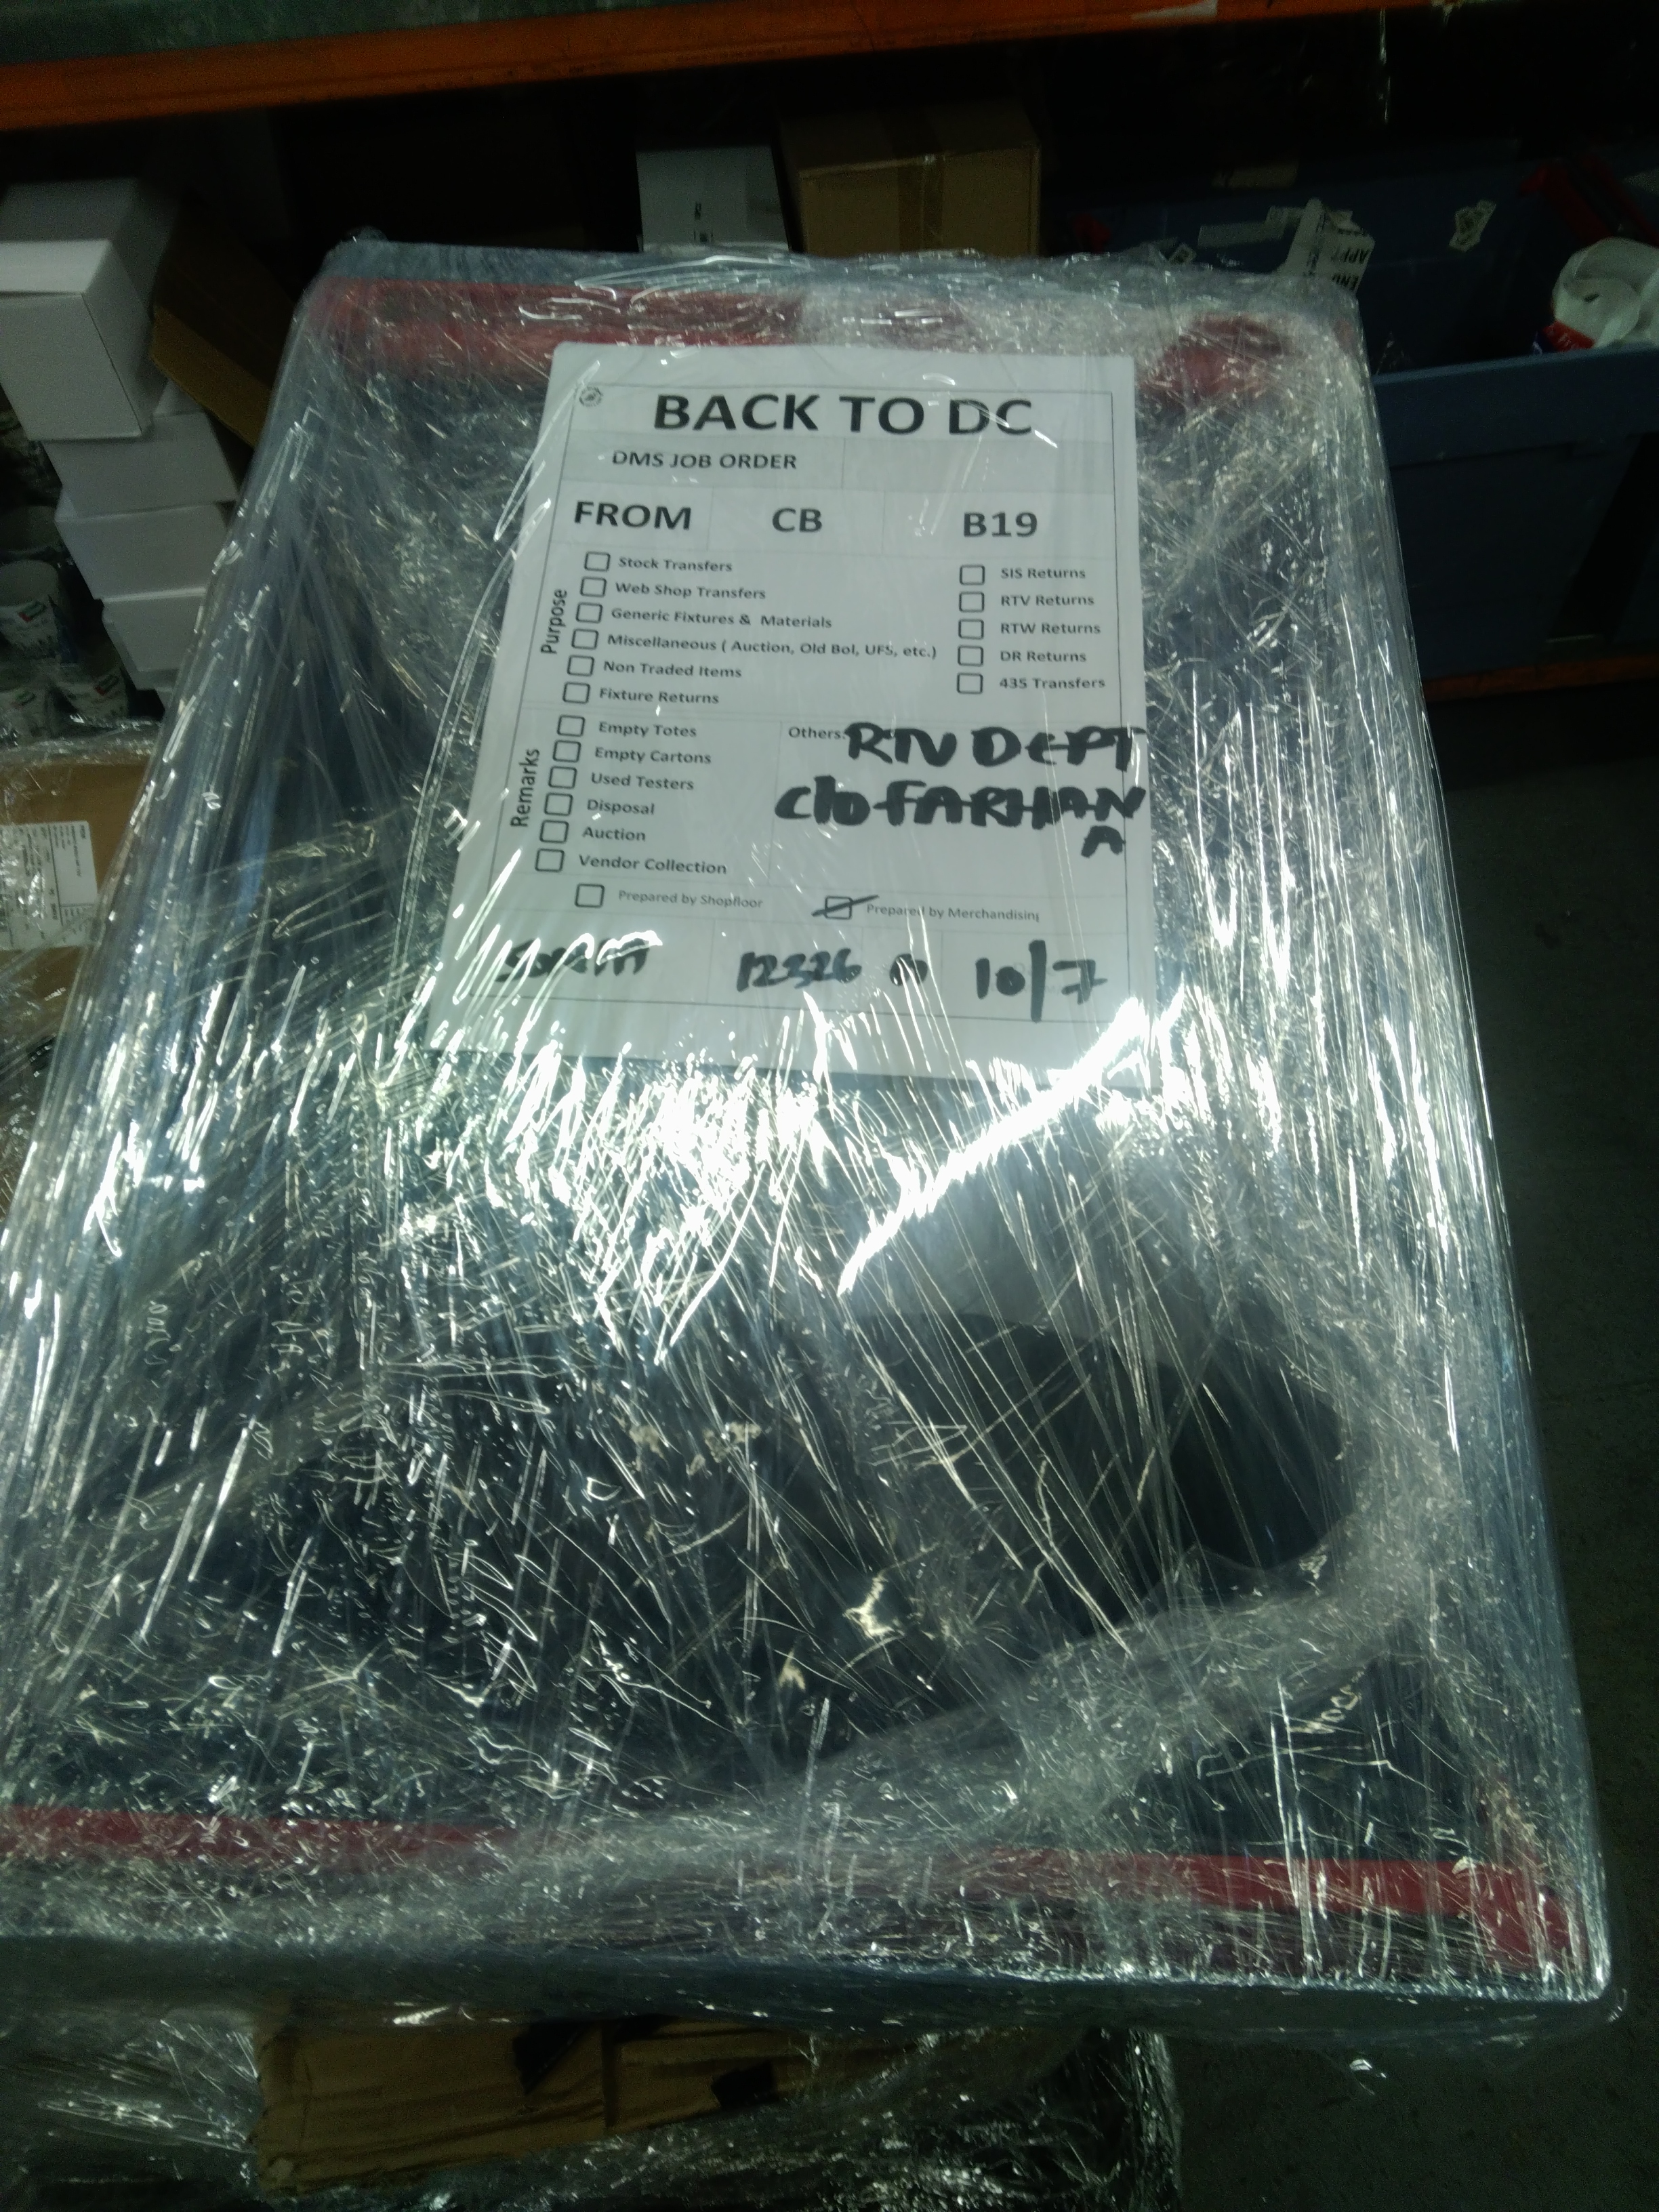 BACK TO DC
DMS JOB ORDER
FROM CB B19
Purpose
Stock Transfers
Web Shop Transfers
Generic Fixtures & Materials
Miscellaneous ( Auction, Old Bol, UFS, etc.)
Non Traded Items
Fixture Returns
SIS Returns
RTV Returns
RTW Returns
DR Returns
435 Transfers
Remarks
Empty Totes
Empty Cartons
Used Testers
Disposal
Auction
Vendor Collection
Others: RTV DEPT
C/o FARHAN
A
Prepared by Shopfloor
Prepared by Merchandising
12326
10/7